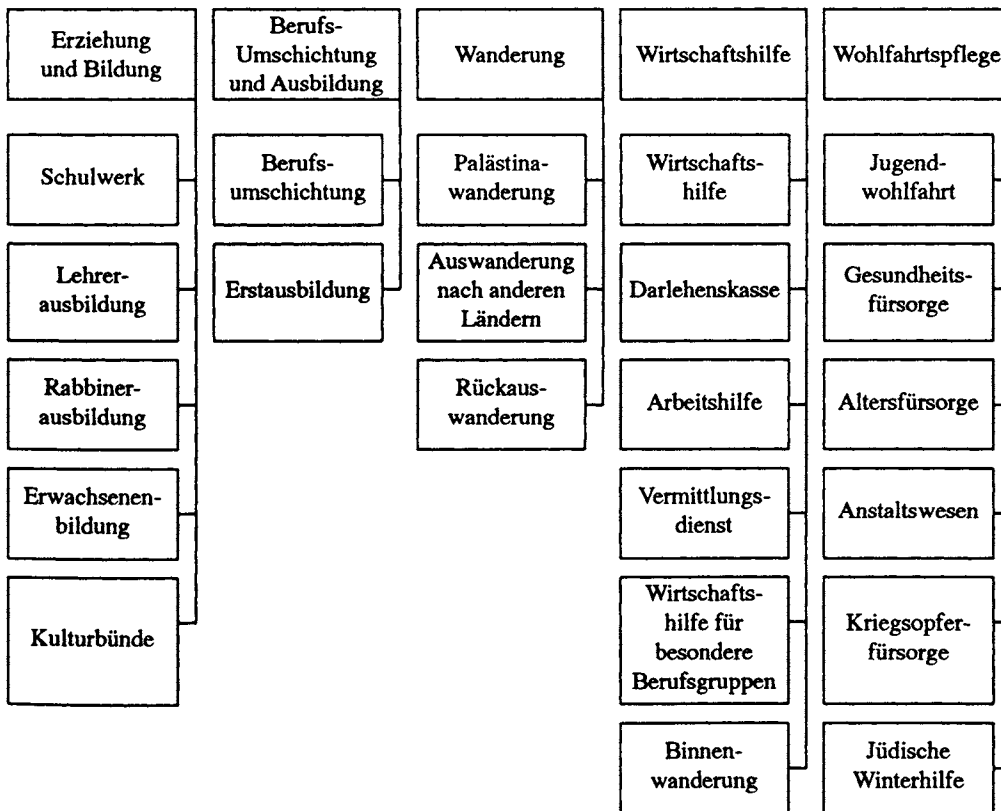 Erziehung
und Bildung
Schulwerk
Lehrer-
ausbildung
Rabbiner-
ausbildung
Erwachsenen-
bildung
Kulturbünde
Berufs-
Umschichtung
und Ausbildung
Berufs-
umschichtung
Erstausbildung
Wanderung
Palästina-
wanderung
Auswanderung
nach anderen
Ländern
Rückaus-
wanderung
Wirtschaftshilfe
Wirtschafts-
hilfe
Darlehenskasse
Arbeitshilfe
Vermittlungs-
dienst
Wirtschafts-
hilfe für
besondere
Berufsgruppen
Binnen-
wanderung
Wohlfahrtspflege
Jugend-
wohlfahrt
Gesundheits-
fürsorge
Altersfürsorge
Anstaltswesen
Kriegsopfer-
fürsorge
Jüdische
Winterhilfe